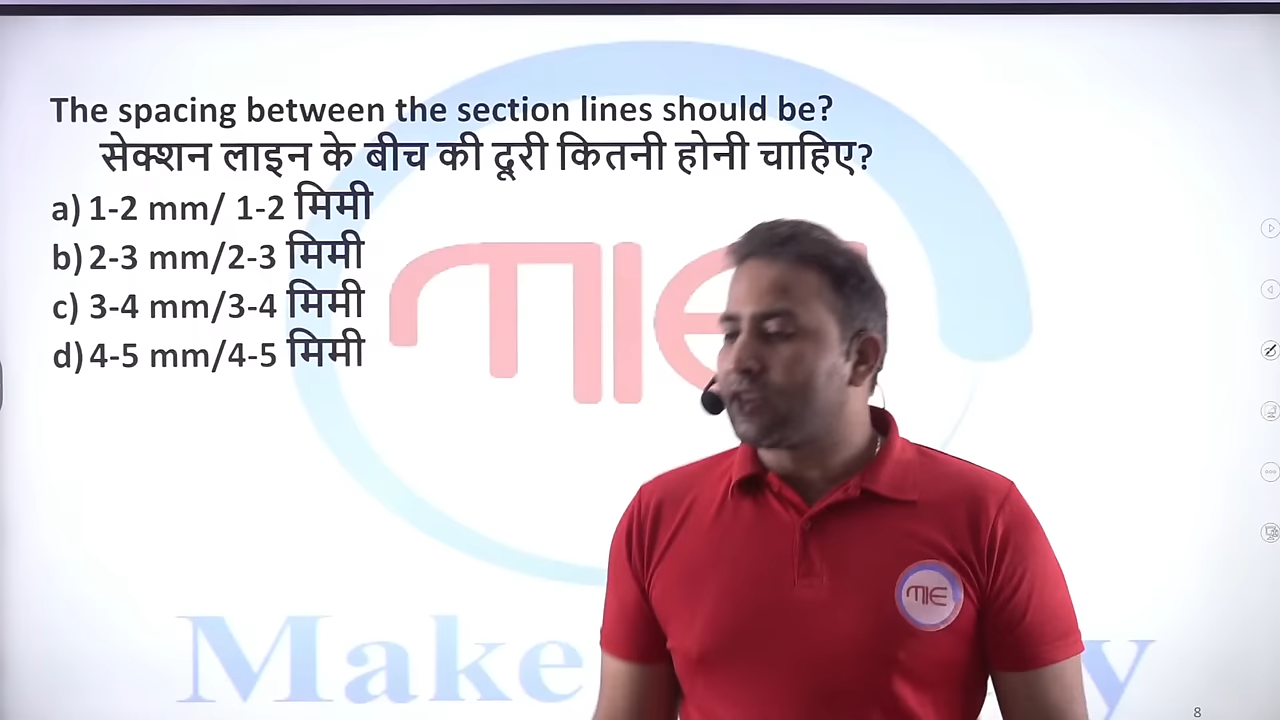 The spacing between the section lines should be?
सेक्शन लाइन के बीच की दूरी कितनी होनी चाहिए?
a) 1-2 mm/ 1-2 मिमी
b) 2-3 mm/2-3 मिमी
c) 3-4 mm/3-4 मिमी
d) 4-5 mm/4-5 मिमी
MIE
MIE
Make
y
8